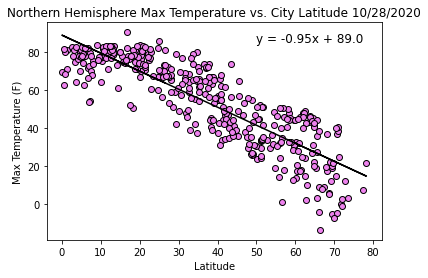 Northern Hemisphere Max Temperature vs. City Latitude 10/28/2020
y = -0.95x + 89.0
80
60
40
20
0
Max Temperature (F)
0 10 20 30 40 50 60 70 80
Latitude